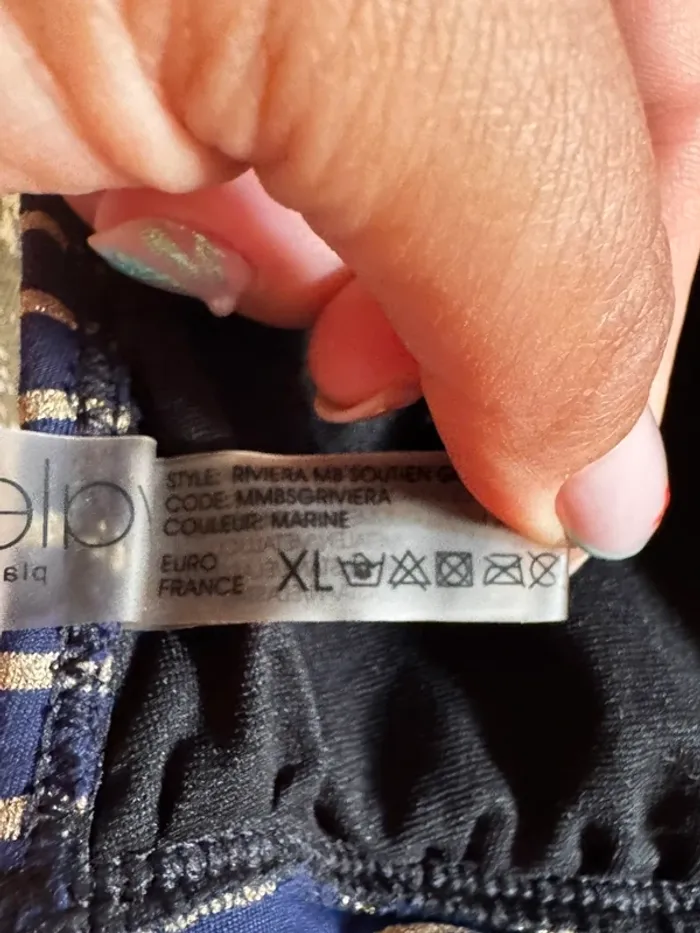 STYLE: RIVIERA MB SOUTIEN
CODE: MMBSGRIVIERA
COULEUR: MARINE
EURO
FRANCE
XL